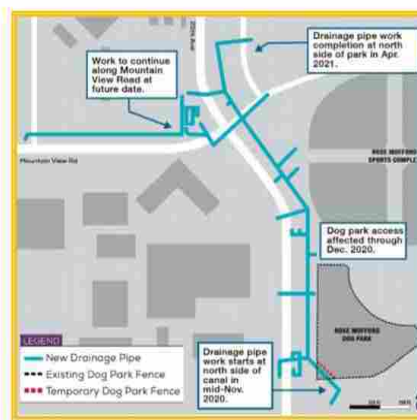 Drainage pipe work
completion at north
side of park in Apr.
2021.
Work to continue
along Mountain
View Road at
future date.
Mountain View Rd
ROSE MOFFORD
SPORTS COMPLEX
Dog park access
affected through
Dec. 2020.
ROSE MOFFORD
DOG PARK
LEGEND
New Drainage Pipe
Existing Dog Park Fence
Temporary Dog Park Fence
Drainage pipe
work starts at
north side of
canal in
mid-Nov.
2020.